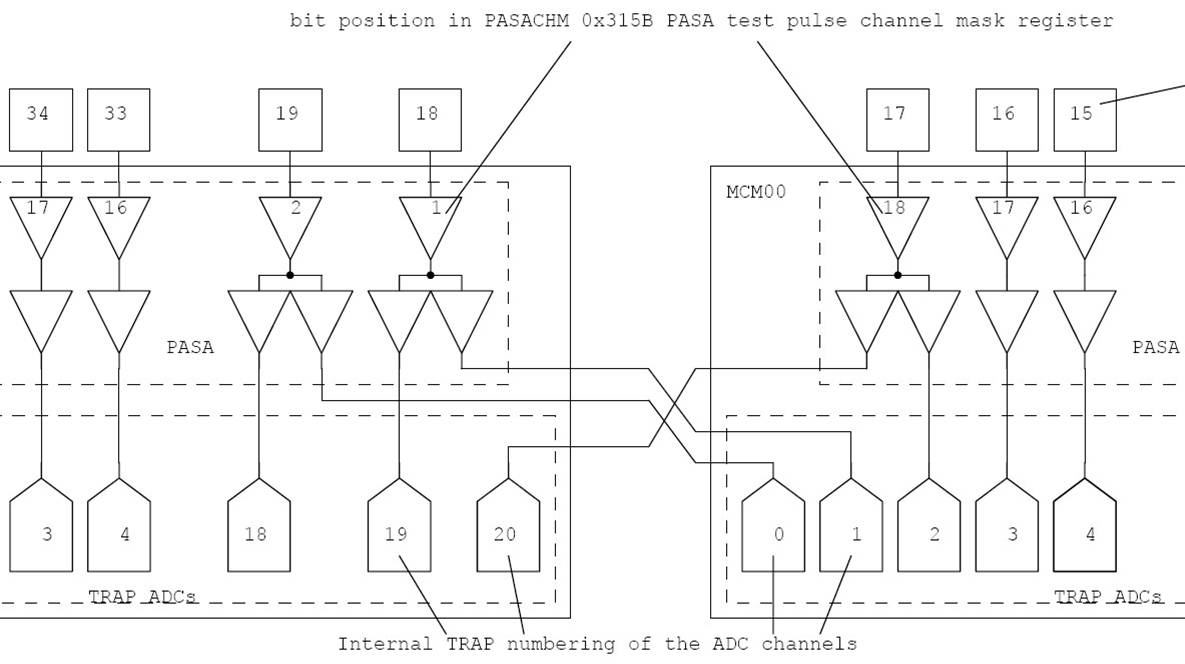 bit position in PASACHM 0x315B PASA test pulse channel mask register
34 33 19 18 17 16 15
MCM00
17 16 2 1 18 17 16
PASA PASA
3 4 18 19 20 0 1 2 3 4
TRAP ADCs TRAP ADCs
Internal TRAP numbering of the ADC channels